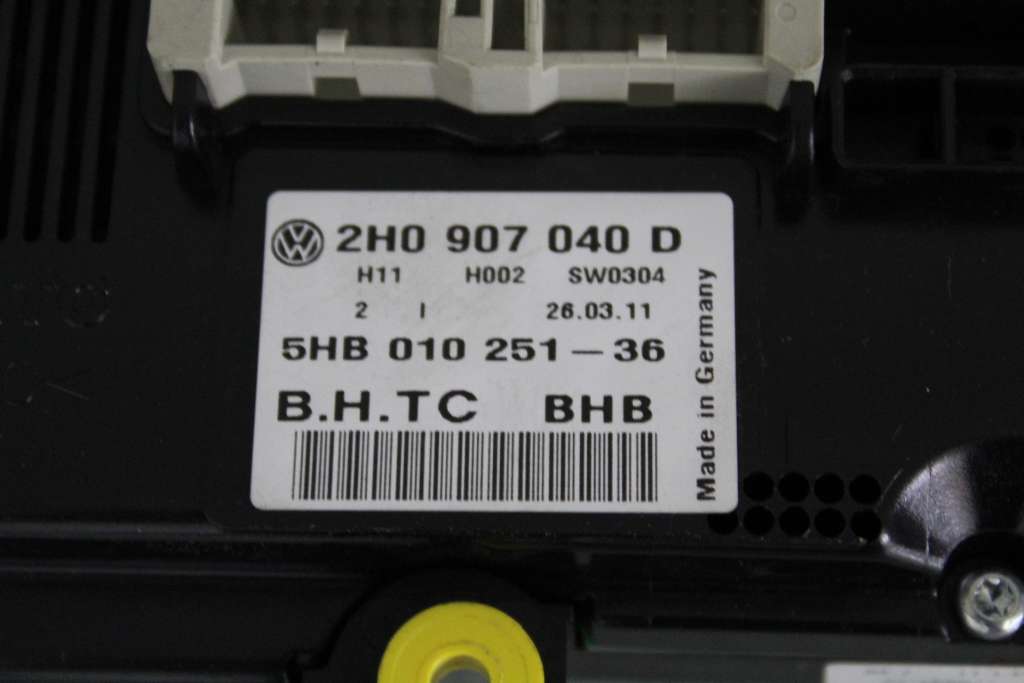 2H0 907 040 D
H11 H002 SW0304
2 I 26.03.11
5HB 010 251-36
B.H.TC BHB
Made in Germany